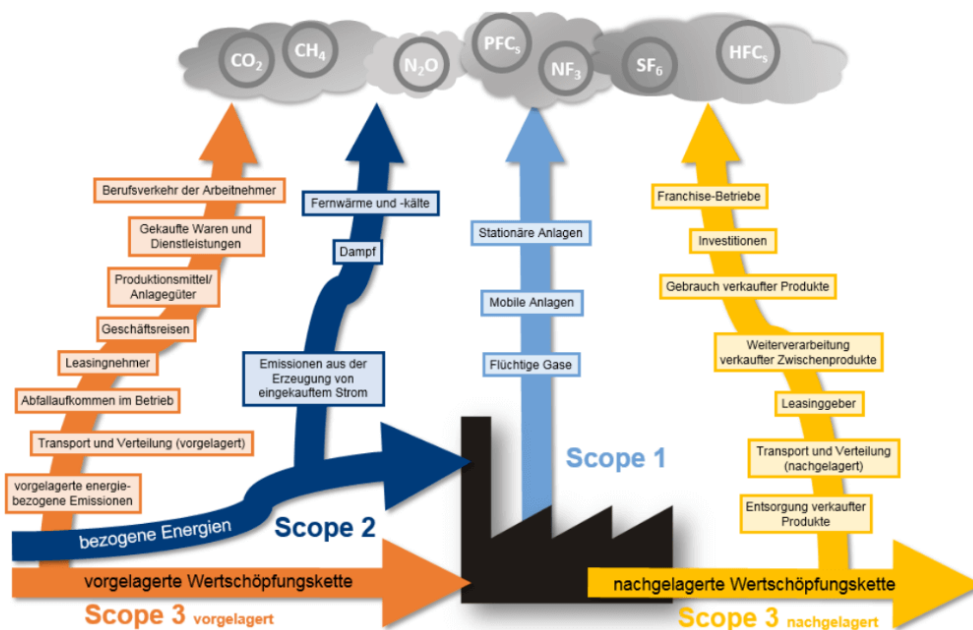 CO2
CH4
N2O
PFCs
NF3
SF6
HFCs
Berufsverkehr der Arbeitnehmer
Gekaufte Waren und
Dienstleistungen
Produktionsmittel/
Anlagegüter
Geschäftsreisen
Leasingnehmer
Abfallaufkommen im Betrieb
Transport und Verteilung (vorgelagert)
vorgelagerte energie-
bezogene Emissionen
Fernwärme und -kälte
Dampf
Emissionen aus der
Erzeugung von
eingekauftem Strom
bezogene Energien
Scope 2
Stationäre Anlagen
Mobile Anlagen
Flüchtige Gase
Scope 1
Franchise-Betriebe
Investitionen
Gebrauch verkaufter Produkte
Weiterverarbeitung
verkaufter Zwischenprodukte
Leasinggeber
Transport und Verteilung
(nachgelagert)
Entsorgung verkaufter
Produkte
vorgelagerte Wertschöpfungskette
Scope 3 vorgelagert
nachgelagerte Wertschöpfungskette
Scope 3 nachgelagert